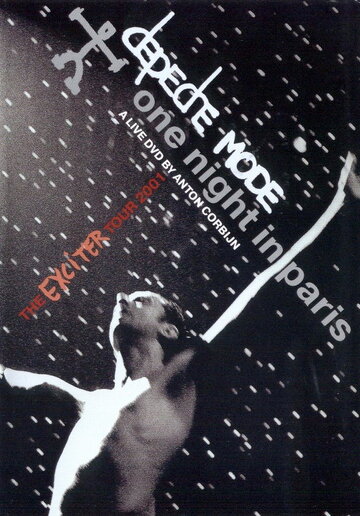 depeche MODE
one night in paris
A LIVE DVD BY ANTON CORBIJN
THE EXCITER TOUR 2001